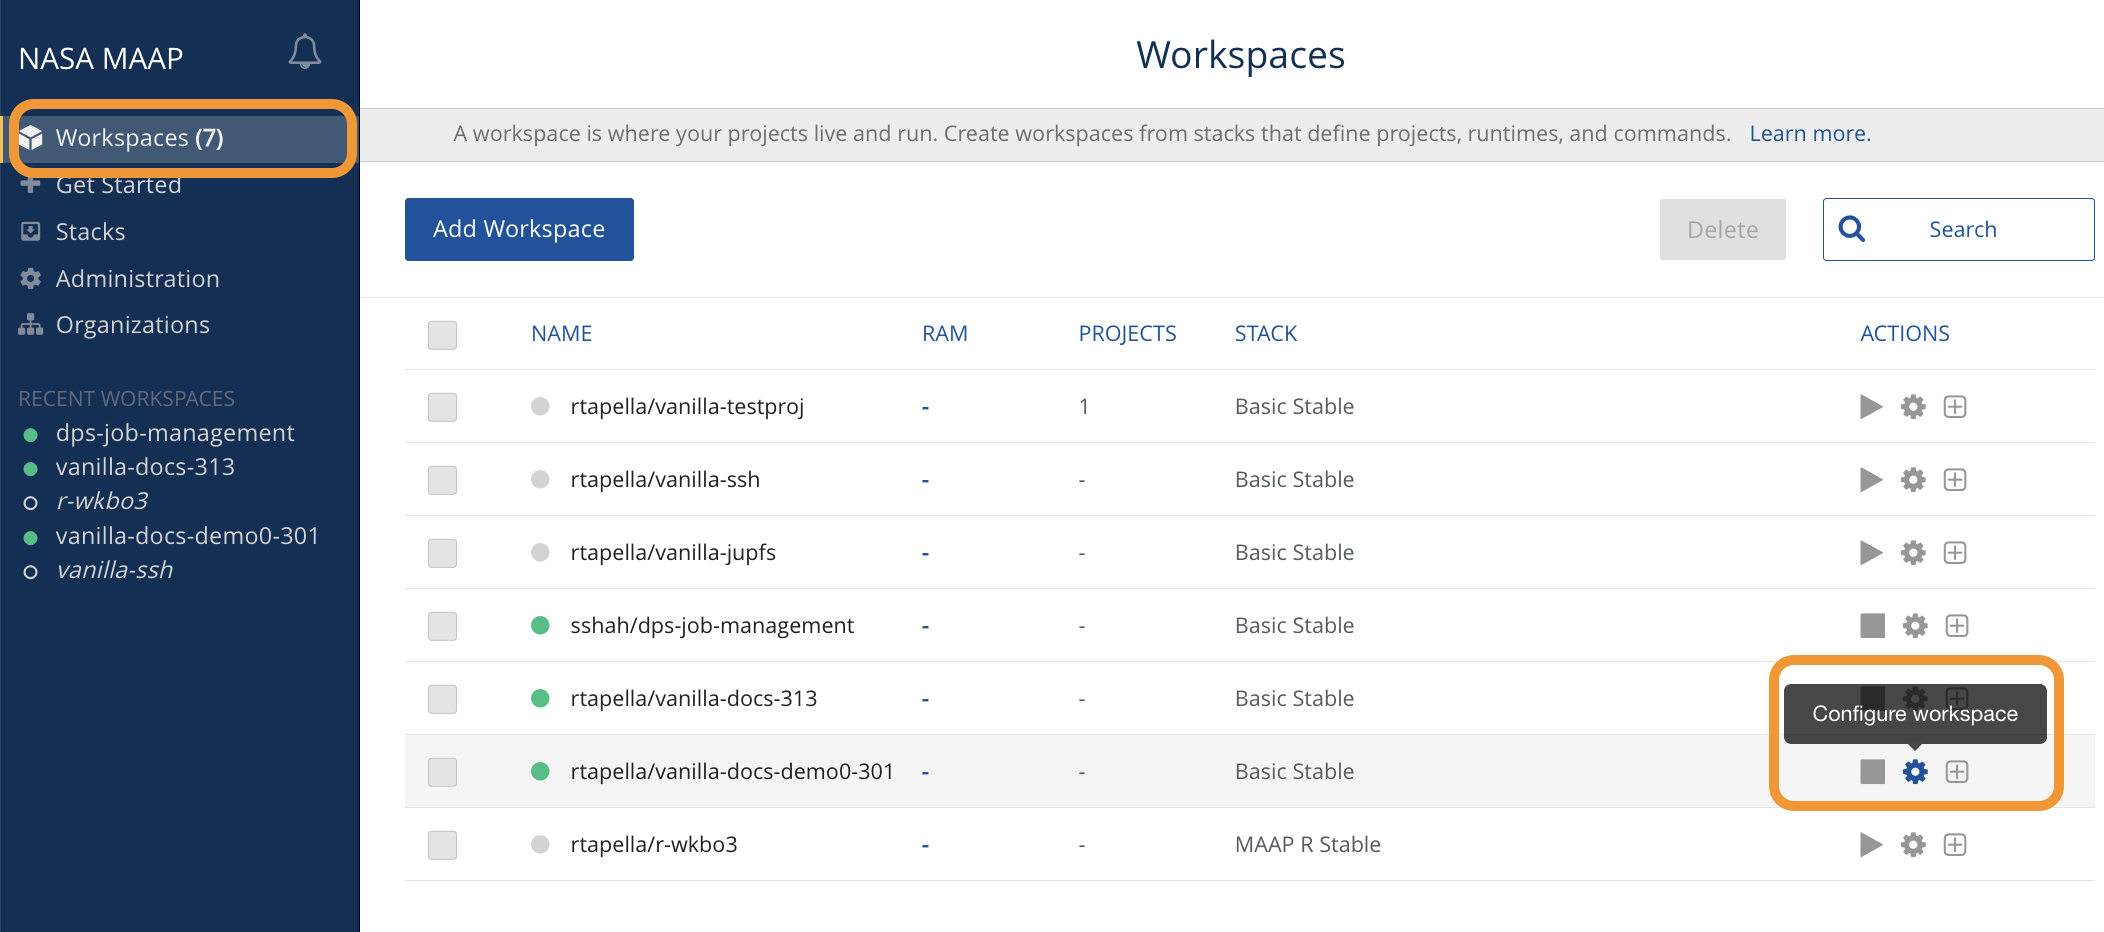 NASA MAAP
Workspaces (7)
Get Started
Stacks
Administration
Organizations
RECENT WORKSPACES
dps-job-management
vanilla-docs-313
r-wkbo3
vanilla-docs-demo0-301
vanilla-ssh
Workspaces
A workspace is where your projects live and run. Create workspaces from stacks that define projects, runtimes, and commands. Learn more.
Add Workspace
Delete
Search
NAME RAM PROJECTS STACK ACTIONS
rtapella/vanilla-testproj - 1 Basic Stable
rtapella/vanilla-ssh - - Basic Stable
rtapella/vanilla-jupfs - - Basic Stable
sshah/dps-job-management - - Basic Stable
rtapella/vanilla-docs-313 - - Basic Stable
Configure workspace
rtapella/vanilla-docs-demo0-301 - - Basic Stable
rtapella/r-wkbo3 - - MAAP R Stable